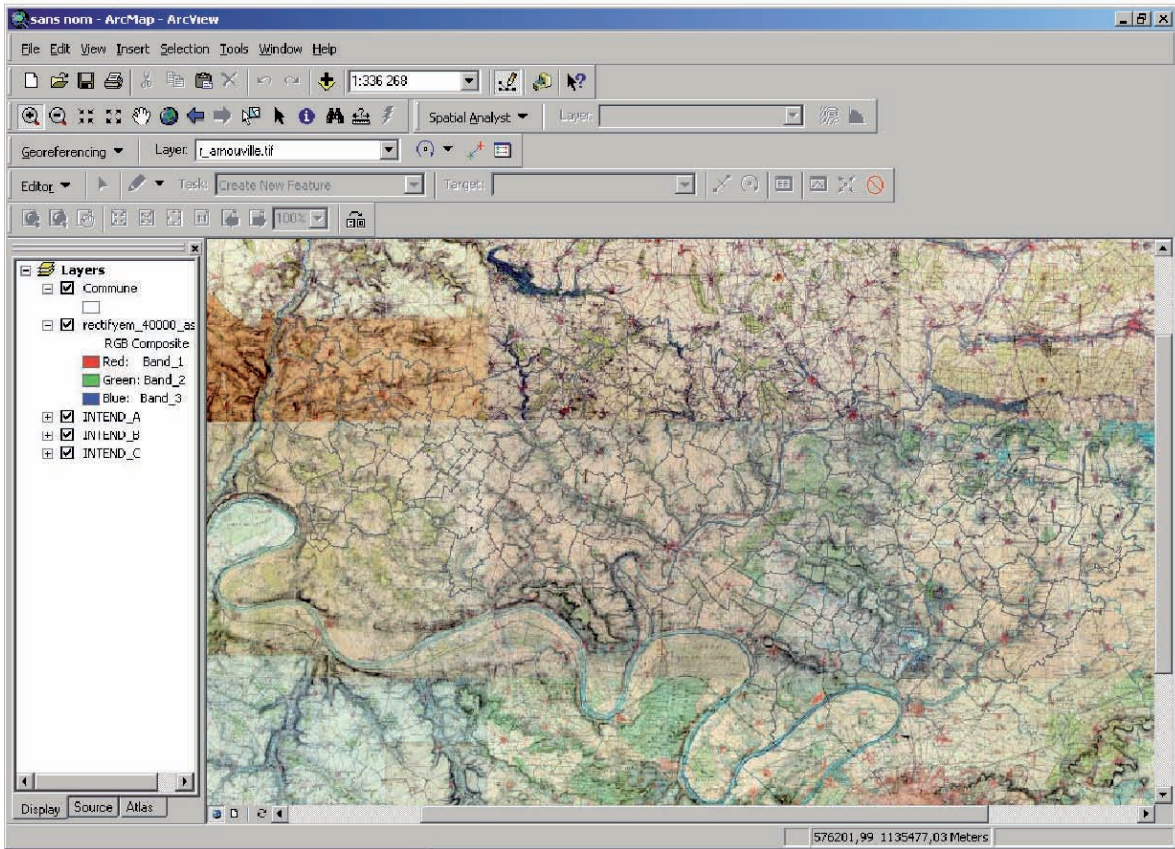 sans nom - ArcMap - ArcView
File Edit View Insert Selection Tools Window Help
1:336 268
Spatial Analyst Layer:
Georeferencing Layer: r_arnouville.tif
Editor Task: Create New Feature Target:
100%
Layers
Commune
rectifyem_40000_as
RGB Composite
Red: Band_1
Green: Band_2
Blue: Band_3
INTEND_A
INTEND_B
INTEND_C
Display Source Atlas
576201,99 1135477,03 Meters